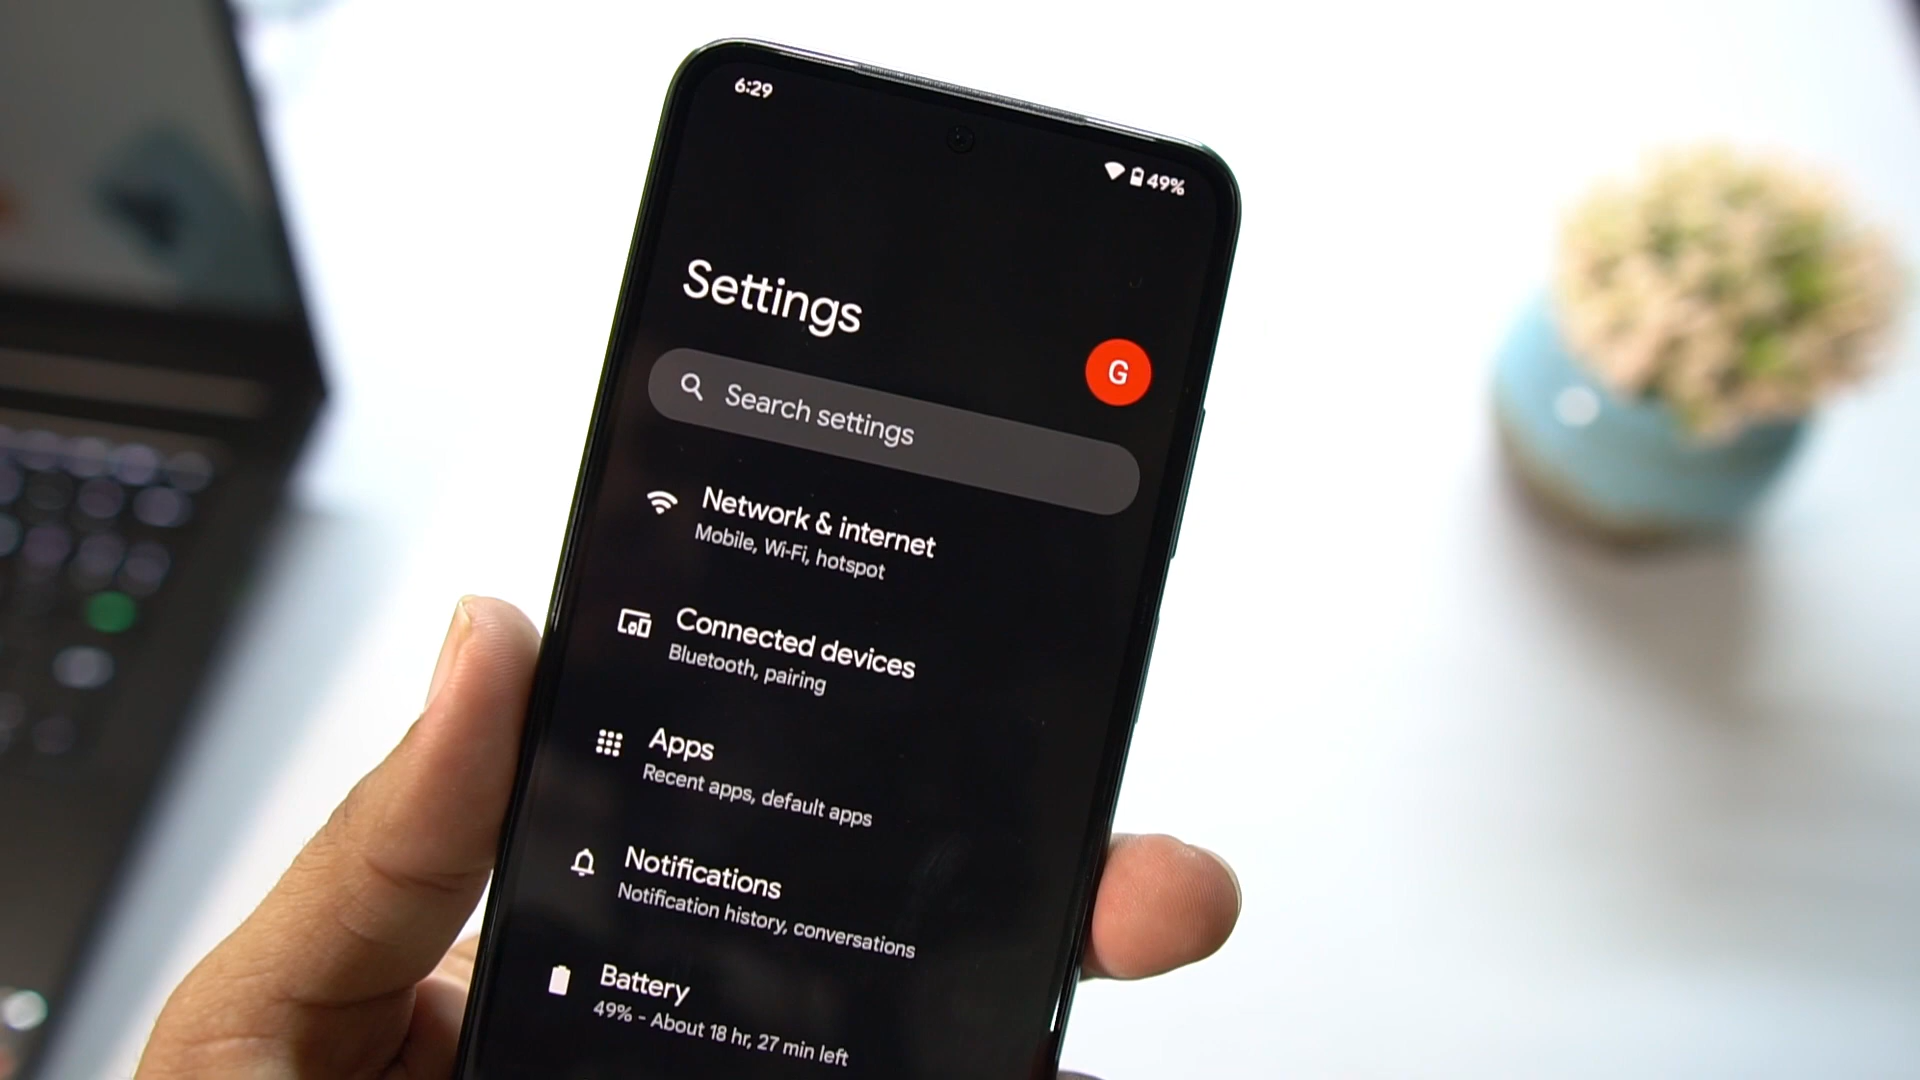 6:29
49%
Settings
G
Search settings
Network & internet
Mobile, Wi-Fi, hotspot
Connected devices
Bluetooth, pairing
Apps
Recent apps, default apps
Notifications
Notification history, conversations
Battery
49% - About 18 hr, 27 min left